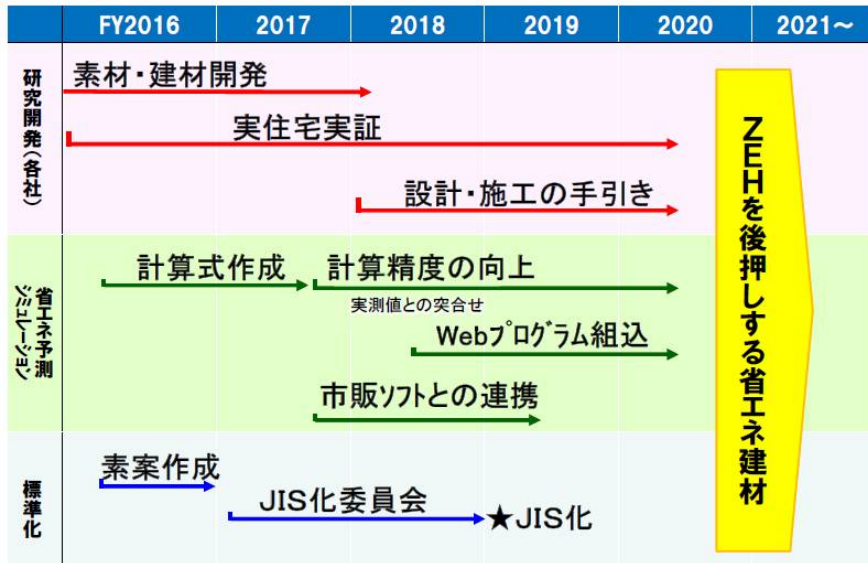 FY2016 2017 2018 2019 2020 2021～
研究開発（各社）
素材・建材開発
実住宅実証
設計・施工の手引き
省エネ予測
シミュレーション
計算式作成 計算精度の向上
実測値との突合せ
Webﾌﾟﾛｸﾞﾗﾑ組込
市販ソフトとの連携
標準化
素案作成
JIS化委員会 ★JIS化
ZEHを後押しする省エネ建材